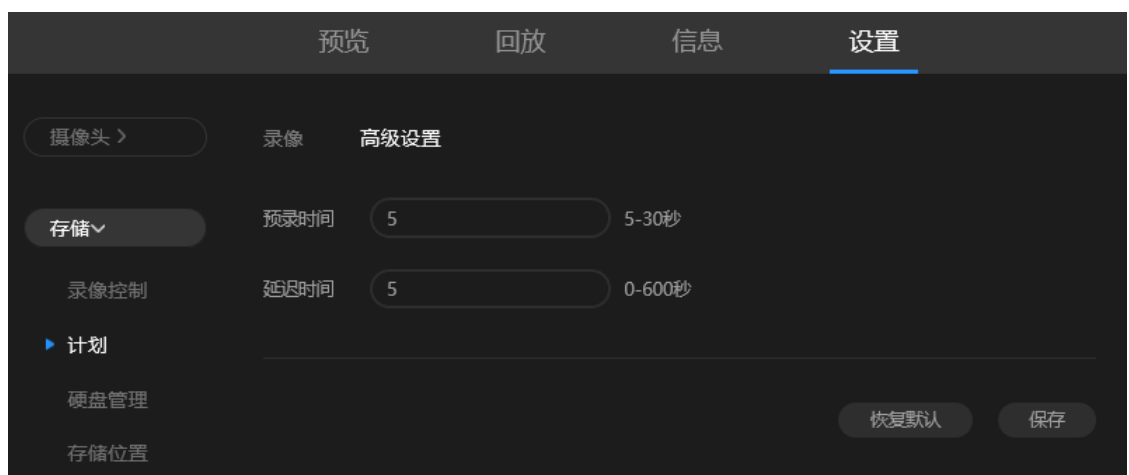 预览 回放 信息 设置
摄像头 >
录像 高级设置
存储
预录时间 5 5-30秒
录像控制
延迟时间 5 0-600秒
计划
硬盘管理
恢复默认 保存
存储位置